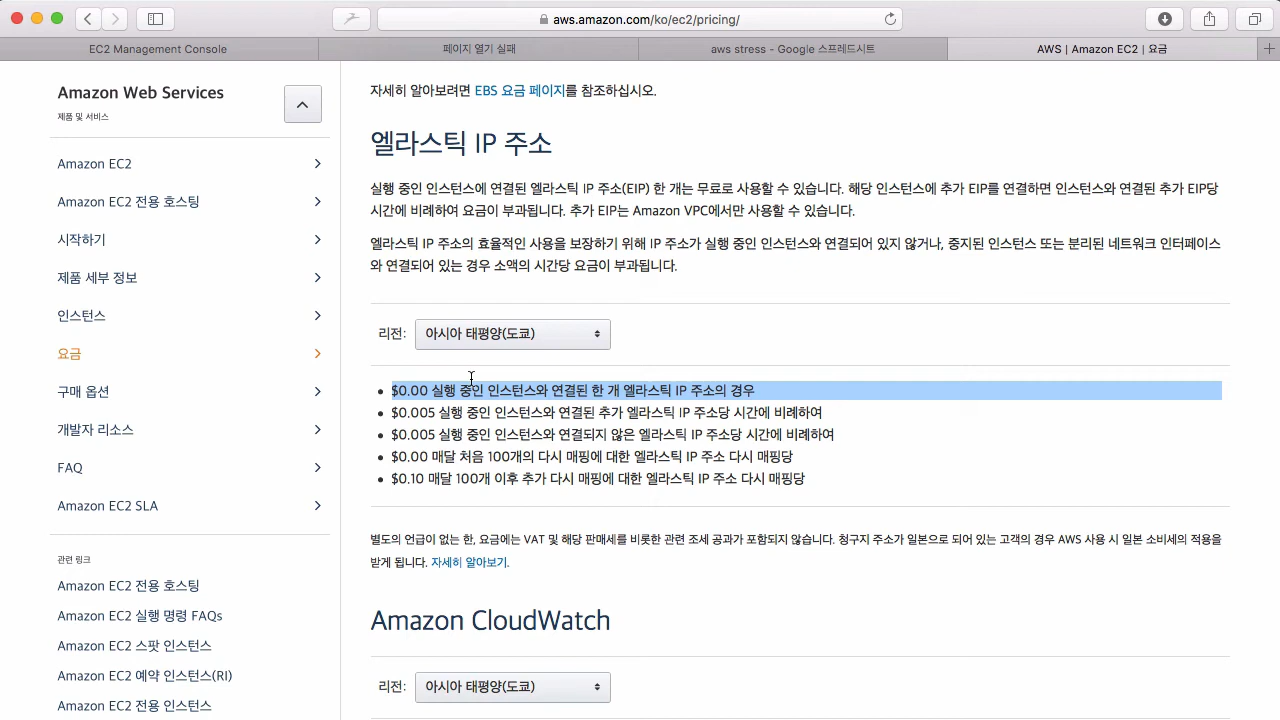 aws.amazon.com/ko/ec2/pricing/
EC2 Management Console
페이지 열기 실패
aws stress - Google 스프레드시트
AWS | Amazon EC2 | 요금
Amazon Web Services
제품 및 서비스
Amazon EC2
Amazon EC2 전용 호스팅
시작하기
제품 세부 정보
인스턴스
요금
구매 옵션
개발자 리소스
FAQ
Amazon EC2 SLA
관련 링크
Amazon EC2 전용 호스팅
Amazon EC2 실행 명령 FAQs
Amazon EC2 스팟 인스턴스
Amazon EC2 예약 인스턴스(RI)
Amazon EC2 전용 인스턴스
자세히 알아보려면 EBS 요금 페이지를 참조하십시오.
엘라스틱 IP 주소
실행 중인 인스턴스에 연결된 엘라스틱 IP 주소(EIP) 한 개는 무료로 사용할 수 있습니다. 해당 인스턴스에 추가 EIP를 연결하면 인스턴스와 연결된 추가 EIP당
시간에 비례하여 요금이 부과됩니다. 추가 EIP는 Amazon VPC에서만 사용할 수 있습니다.
엘라스틱 IP 주소의 효율적인 사용을 보장하기 위해 IP 주소가 실행 중인 인스턴스와 연결되어 있지 않거나, 중지된 인스턴스 또는 분리된 네트워크 인터페이스
와 연결되어 있는 경우 소액의 시간당 요금이 부과됩니다.
리전: 아시아 태평양(도쿄)
• $0.00 실행 중인 인스턴스와 연결된 한 개 엘라스틱 IP 주소의 경우
• $0.005 실행 중인 인스턴스와 연결된 추가 엘라스틱 IP 주소당 시간에 비례하여
• $0.005 실행 중인 인스턴스와 연결되지 않은 엘라스틱 IP 주소당 시간에 비례하여
• $0.00 매달 처음 100개의 다시 매핑에 대한 엘라스틱 IP 주소 다시 매핑당
• $0.10 매달 100개 이후 추가 다시 매핑에 대한 엘라스틱 IP 주소 다시 매핑당
별도의 언급이 없는 한, 요금에는 VAT 및 해당 판매세를 비롯한 관련 조세 공과가 포함되지 않습니다. 청구지 주소가 일본으로 되어 있는 고객의 경우 AWS 사용 시 일본 소비세의 적용을
받게 됩니다. 자세히 알아보기.
Amazon CloudWatch
리전: 아시아 태평양(도쿄)